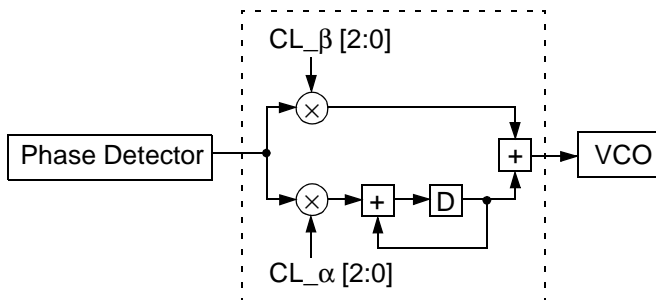 CL_β [2:0]
×
Phase Detector
+
VCO
×
+
D
CL_α [2:0]